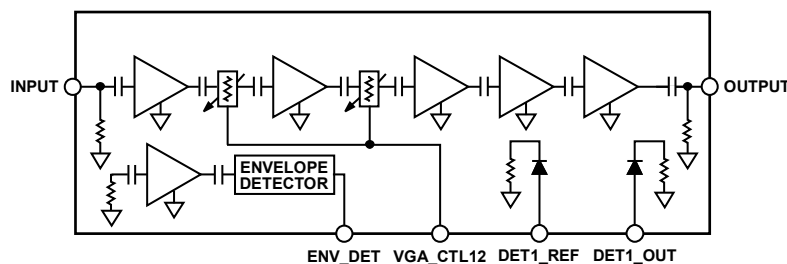 INPUT
OUTPUT
ENVELOPE
DETECTOR
ENV_DET
VGA_CTL12
DET1_REF
DET1_OUT